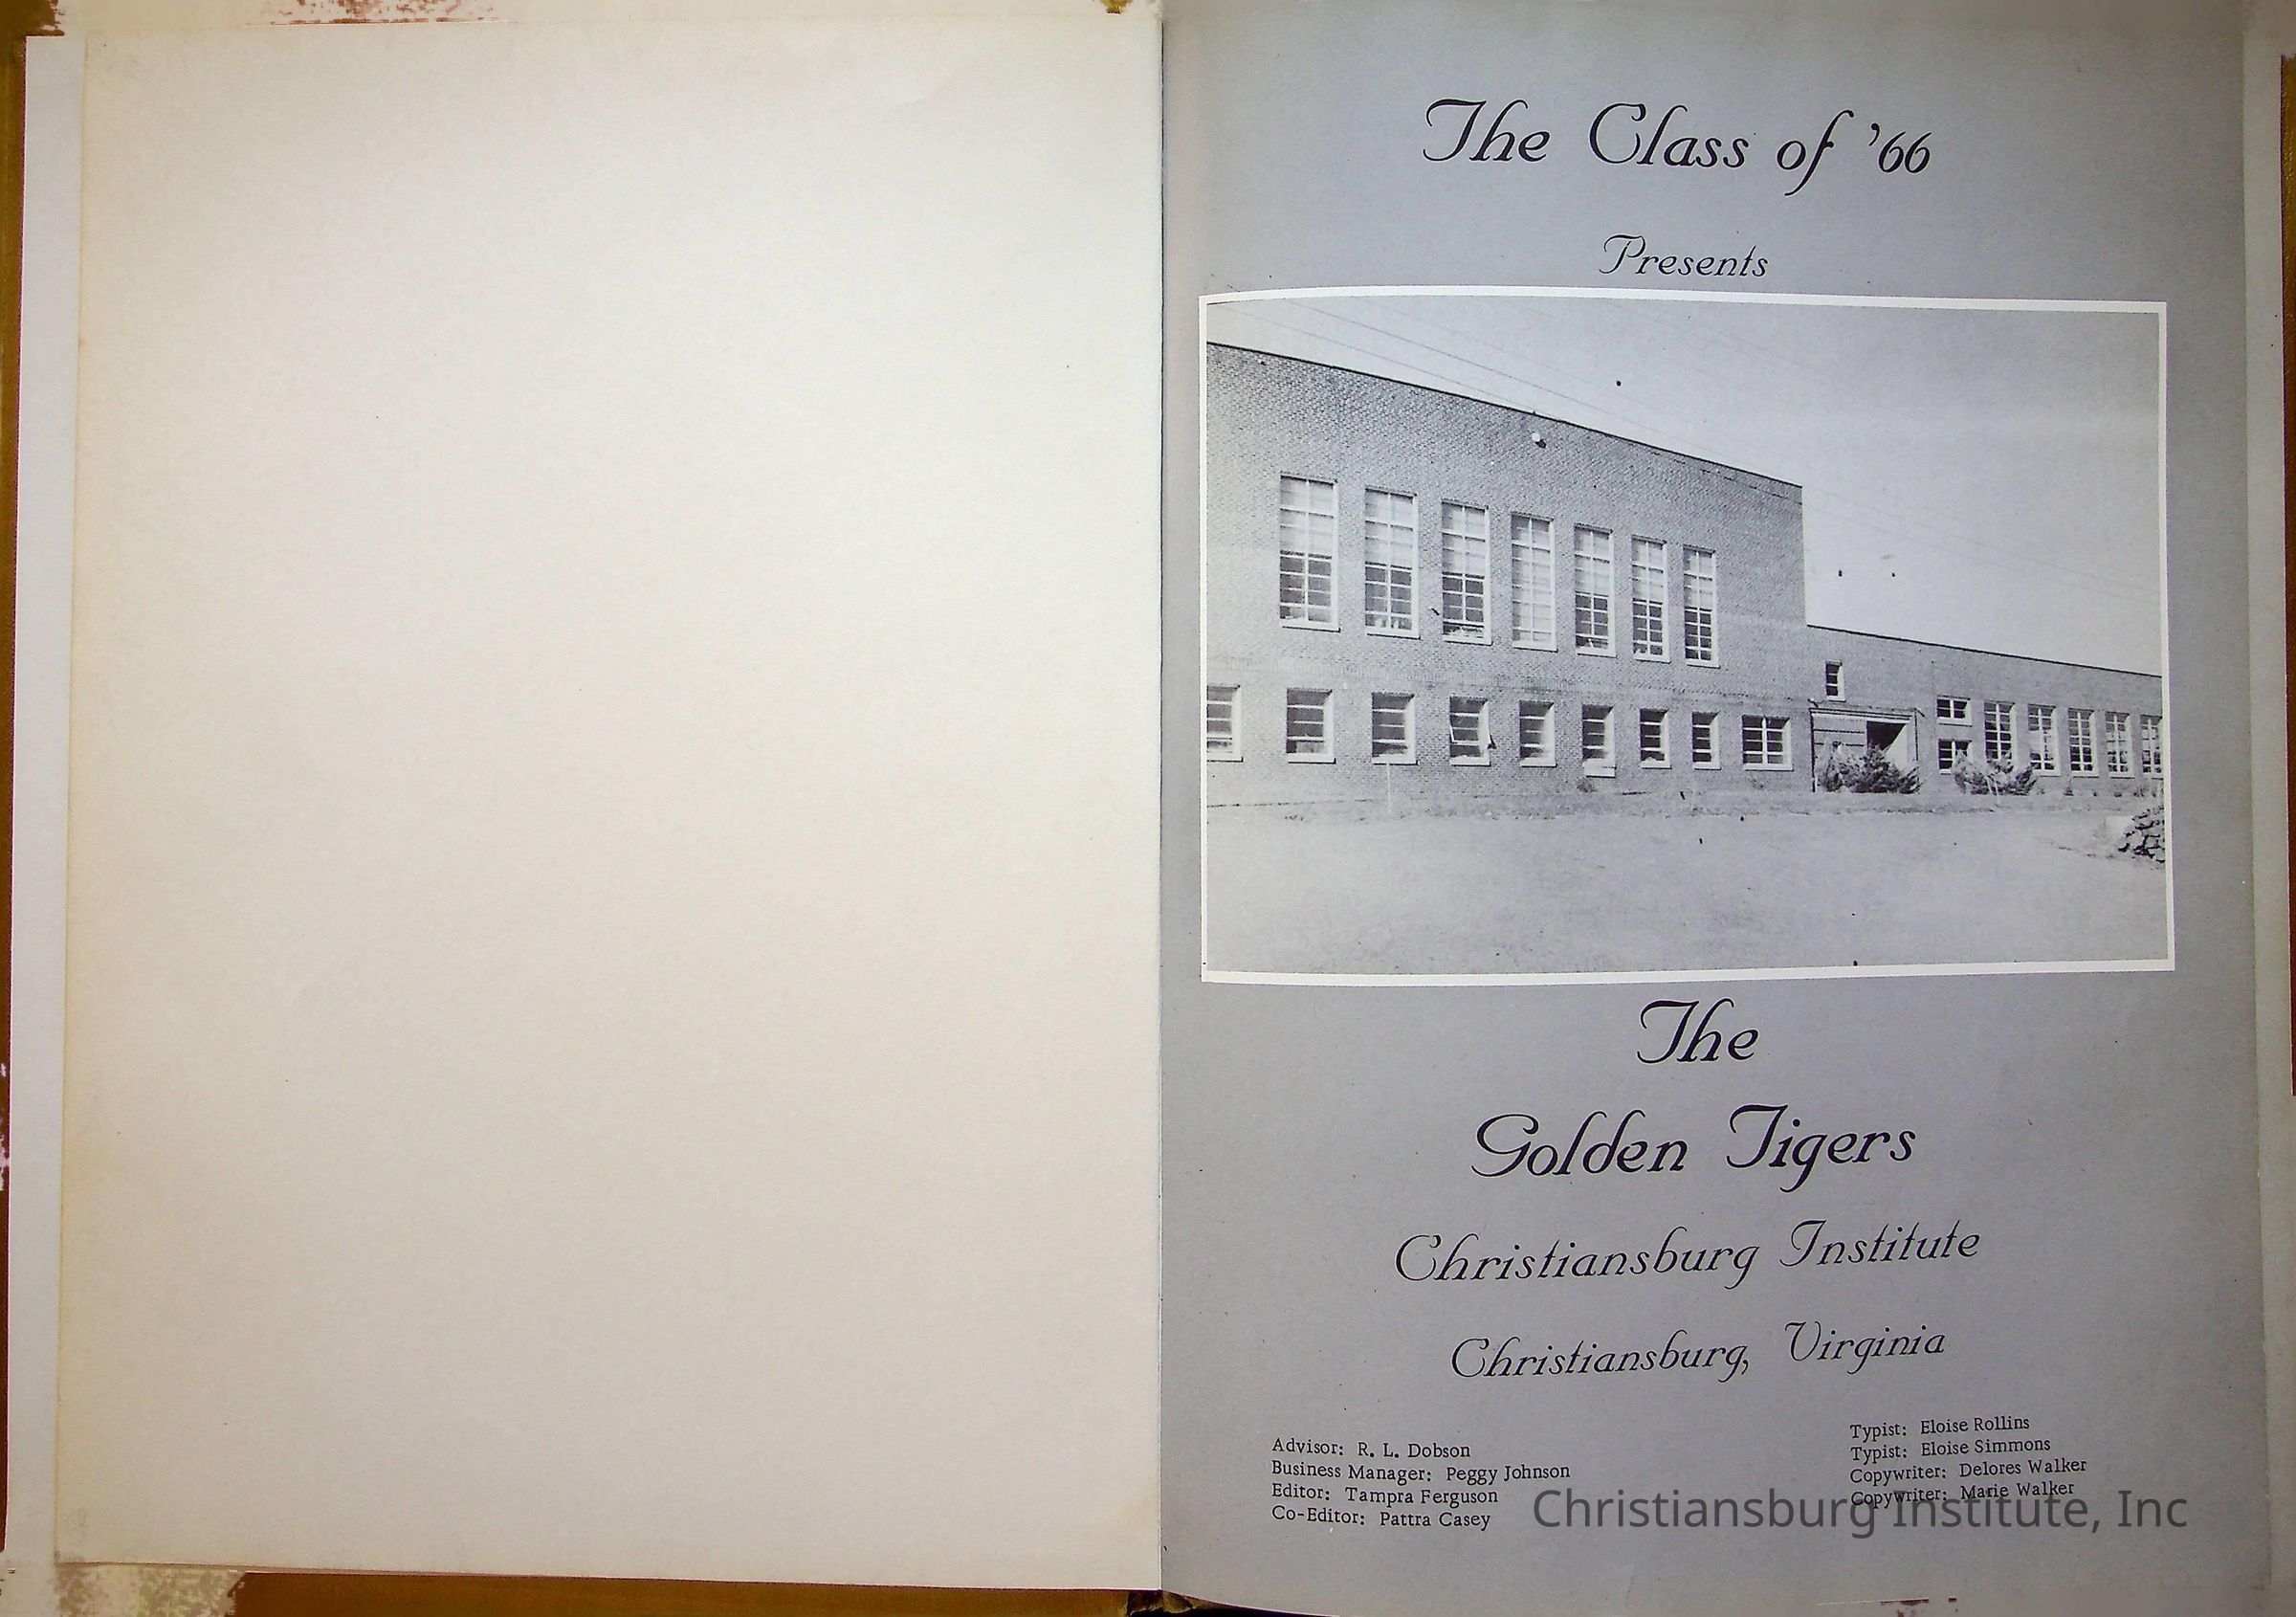 The Class of '66
Presents
The
Golden Tigers
Christiansburg Institute
Christiansburg, Virginia
Advisor: R. L. Dobson
Business Manager: Peggy Johnson
Editor: Tampra Ferguson
Co-Editor: Pattra Casey
Typist: Eloise Rollins
Typist: Eloise Simmons
Copywriter: Delores Walker
Copywriter: Marie Walker
Christiansburg Institute, Inc